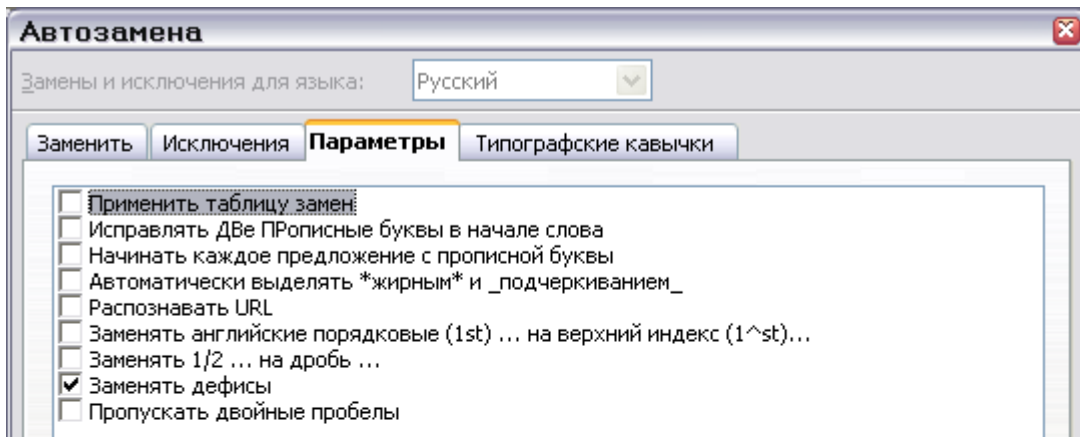 Автозамена
Замены и исключения для языка: Русский
Заменить Исключения Параметры Типографские кавычки
Применить таблицу замен
Исправлять ДВе ПРописные буквы в начале слова
Начинать каждое предложение с прописной буквы
Автоматически выделять *жирным* и _подчеркиванием_
Распознавать URL
Заменять английские порядковые (1st) ... на верхний индекс (1^st)...
Заменять 1/2 ... на дробь ...
Заменять дефисы
Пропускать двойные пробелы